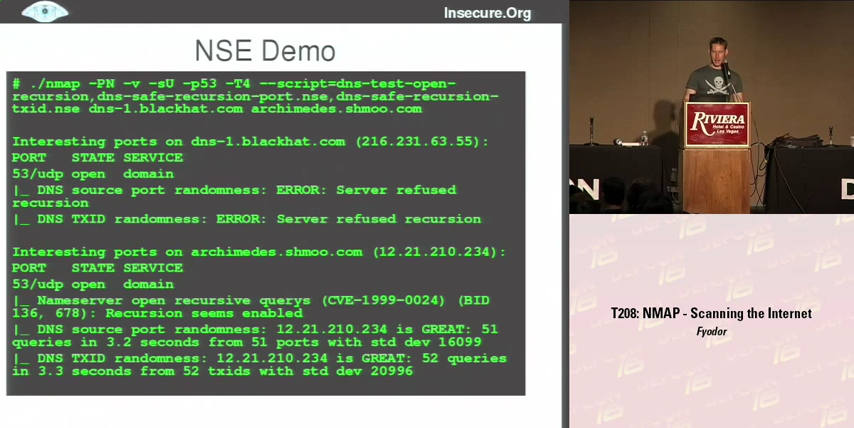 Insecure.Org
NSE Demo
# ./nmap -PN -v -sU -p53 -T4 --script=dns-test-open-
recursion,dns-safe-recursion-port.nse,dns-safe-recursion-
txid.nse dns-1.blackhat.com archimedes.shmoo.com
Interesting ports on dns-1.blackhat.com (216.231.63.55):
PORT STATE SERVICE
53/udp open domain
|_ DNS source port randomness: ERROR: Server refused
recursion
|_ DNS TXID randomness: ERROR: Server refused recursion
Interesting ports on archimedes.shmoo.com (12.21.210.234):
PORT STATE SERVICE
53/udp open domain
|_ Nameserver open recursive querys (CVE-1999-0024) (BID
136, 678): Recursion seems enabled
|_ DNS source port randomness: 12.21.210.234 is GREAT: 51
queries in 3.2 seconds from 51 ports with std dev 16099
|_ DNS TXID randomness: 12.21.210.234 is GREAT: 52 queries
in 3.3 seconds from 52 txids with std dev 20996
RIVIERA
Hotel & Casino
Las Vegas
N
D
T208: NMAP - Scanning the Internet
Fyodor